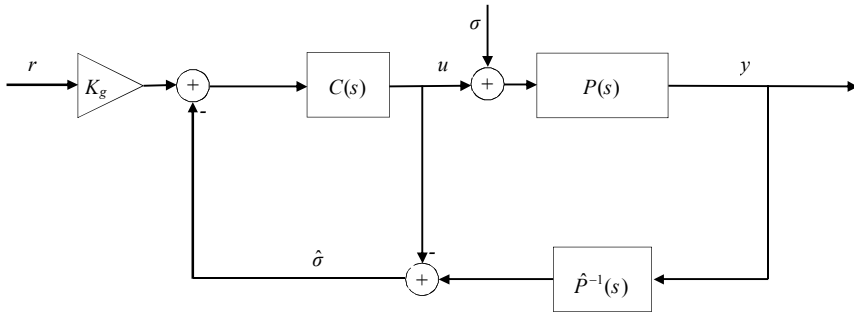 σ
r
K_g
+
-
C(s)
u
+
P(s)
y
-
σ̂
+
P̂⁻¹(s)